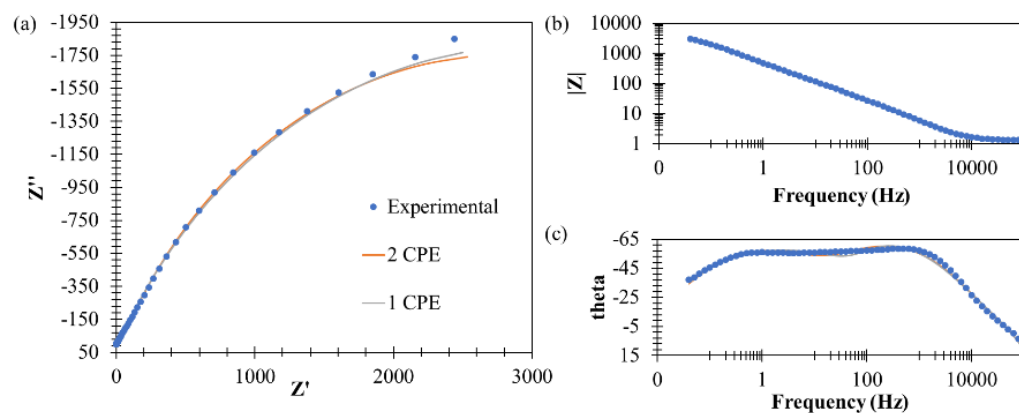 (a)
-1950
-1750
-1550
-1350
-1150
-950
-750
-550
-350
-150
50
Z''
0
1000
2000
3000
Z'
Experimental
2 CPE
1 CPE
(b)
10000
1000
100
10
1
|Z|
0
1
100
10000
Frequency (Hz)
(c)
-65
-45
-25
-5
15
theta
0
1
100
10000
Frequency (Hz)